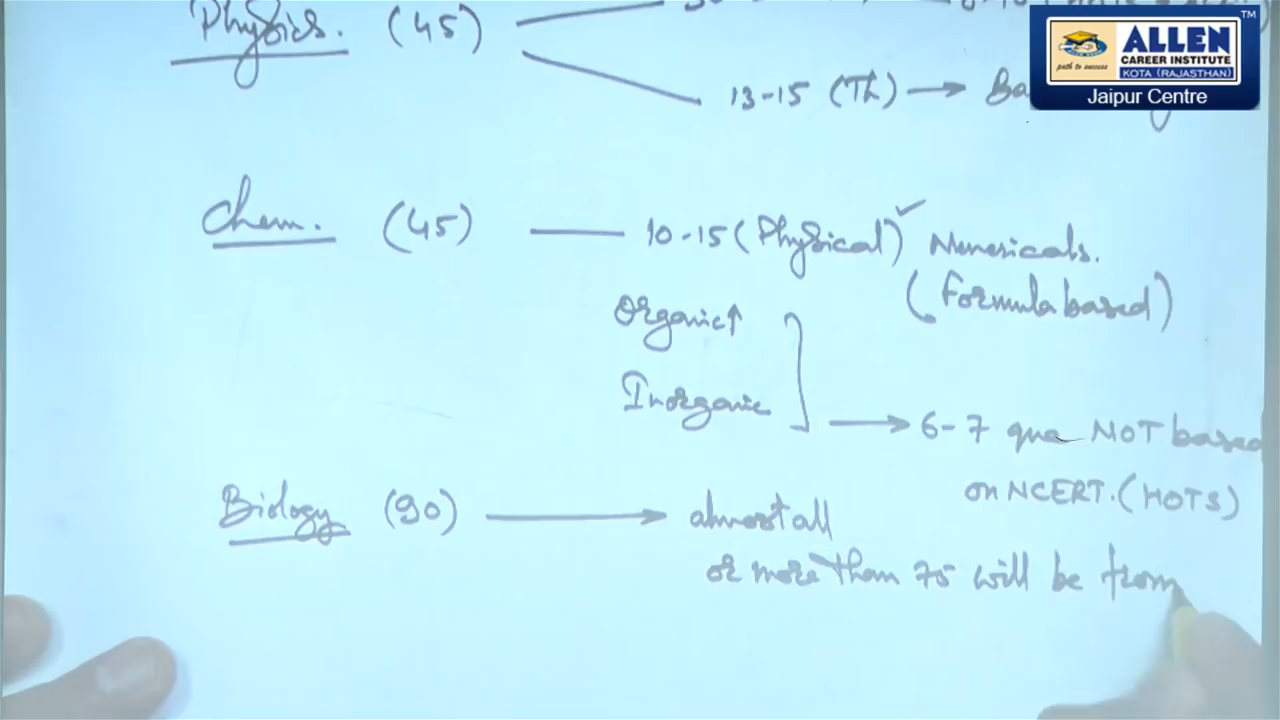 Physics. (45)
13-15 (Th) → Ba
Chem. (45) — 10-15 (Physical) ✓ Numericals.
(Formula based)
Organic↑
Inorganic
→ 6-7 que NOT based
on NCERT. (HOTS)
Biology (90) → almost all
or more than 75 will be from
ALLEN™
CAREER INSTITUTE
KOTA (RAJASTHAN)
path to success
Jaipur Centre